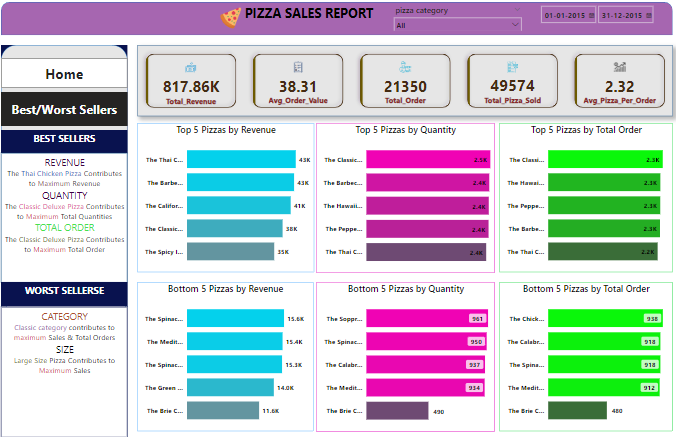 PIZZA SALES REPORT
pizza category
All
01-01-2015
31-12-2015
Home
Best/Worst Sellers
BEST SELLERS
REVENUE
The Thai Chicken Pizza Contributes
to Maximum Revenue
QUANTITY
The Classic Deluxe Pizza Contributes
to Maximum Total Quantities
TOTAL ORDER
The Classic Deluxe Pizza Contributes
to Maximum Total Order
WORST SELLERSE
CATEGORY
Classic category contributes to
maximum Sales & Total Orders
SIZE
Large Size Pizza Contributes to
Maximum Sales
817.86K
Total_Revenue
38.31
Avg_Order_Value
21350
Total_Order
49574
Total_Pizza_Sold
2.32
Avg_Pizza_Per_Order
Top 5 Pizzas by Revenue
The Thai C... 43K
The Barbe... 43K
The Califor... 41K
The Classic... 38K
The Spicy I... 35K
Top 5 Pizzas by Quantity
The Classic... 2.5K
The Barbec... 2.4K
The Hawaii... 2.4K
The Peppe... 2.4K
The Thai C... 2.4K
Top 5 Pizzas by Total Order
The Classi... 2.3K
The Hawai... 2.3K
The Peppe... 2.3K
The Barbe... 2.3K
The Thai C... 2.2K
Bottom 5 Pizzas by Revenue
The Spinac... 15.6K
The Medit... 15.4K
The Spinac... 15.3K
The Green ... 14.0K
The Brie C... 11.6K
Bottom 5 Pizzas by Quantity
The Soppr... 961
The Spinac... 950
The Calabr... 937
The Medit... 934
The Brie C... 490
Bottom 5 Pizzas by Total Order
The Chick... 938
The Calabr... 918
The Spina... 918
The Medit... 912
The Brie C... 480